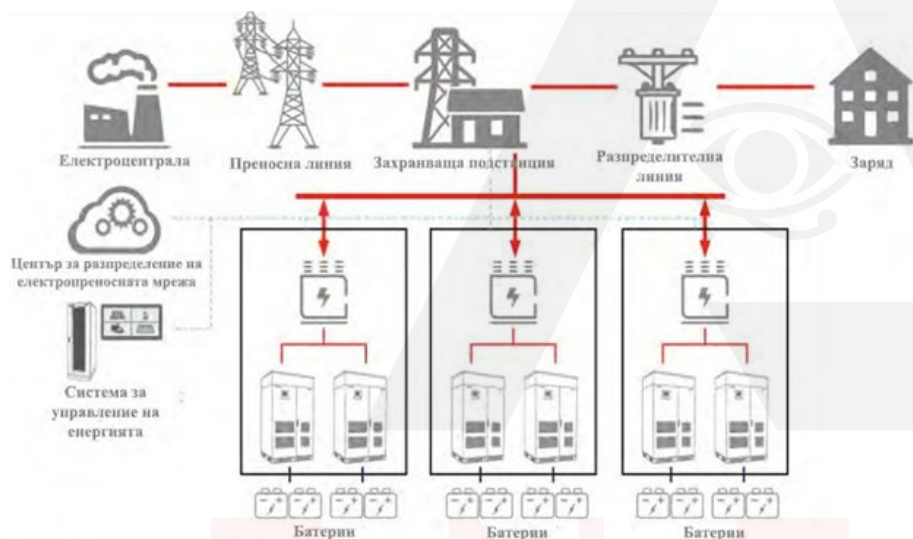 Електроцентрала
Преносна линия
Захранваща подстанция
Разпределителна
линия
Заряд
Център за разпределение на
електропреносната мрежа
Система за
управление на
енергията
Батерии
Батерии
Батерии